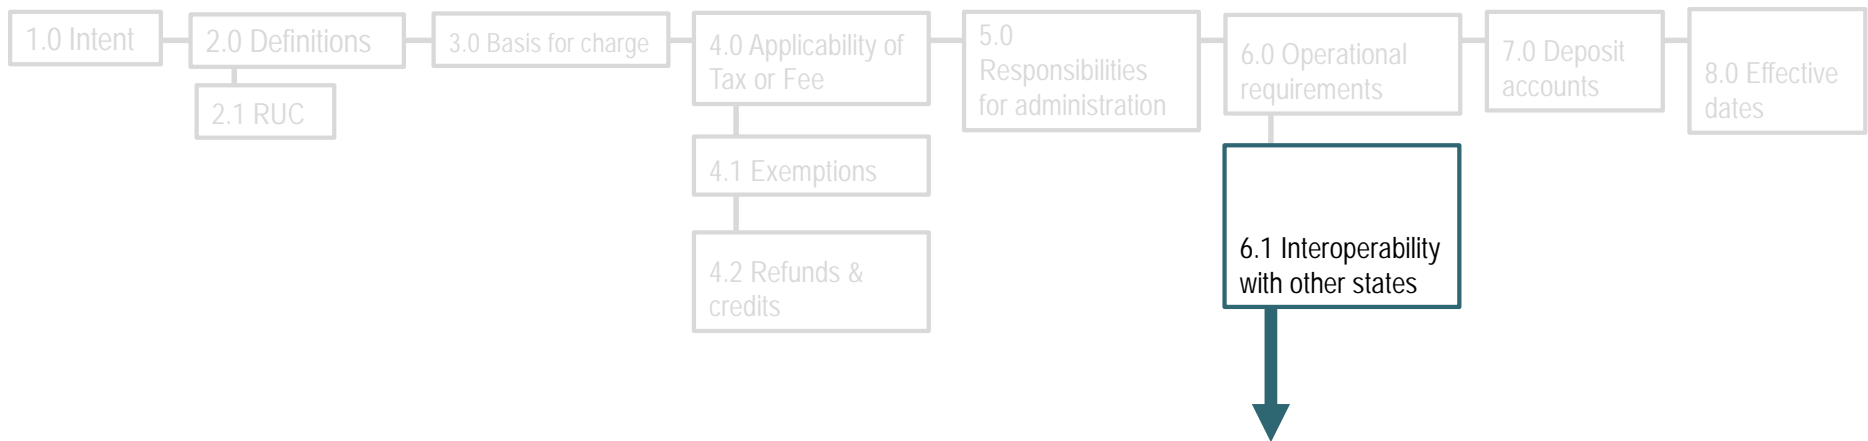 1.0 Intent
2.0 Definitions
2.1 RUC
3.0 Basis for charge
4.0 Applicability of
Tax or Fee
4.1 Exemptions
4.2 Refunds &
credits
5.0
Responsibilities
for administration
6.0 Operational
requirements
6.1 Interoperability
with other states
7.0 Deposit
accounts
8.0 Effective
dates